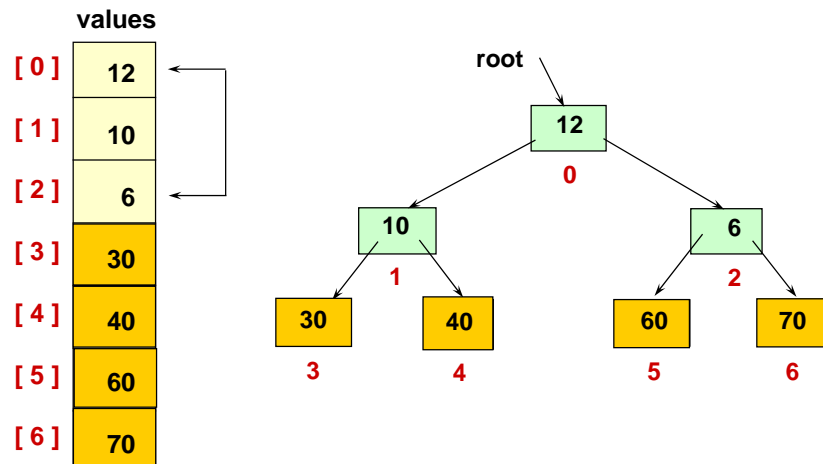 values
[ 0 ] 12
[ 1 ] 10
[ 2 ] 6
[ 3 ] 30
[ 4 ] 40
[ 5 ] 60
[ 6 ] 70
root
12
0
10 6
1 2
30 40 60 70
3 4 5 6